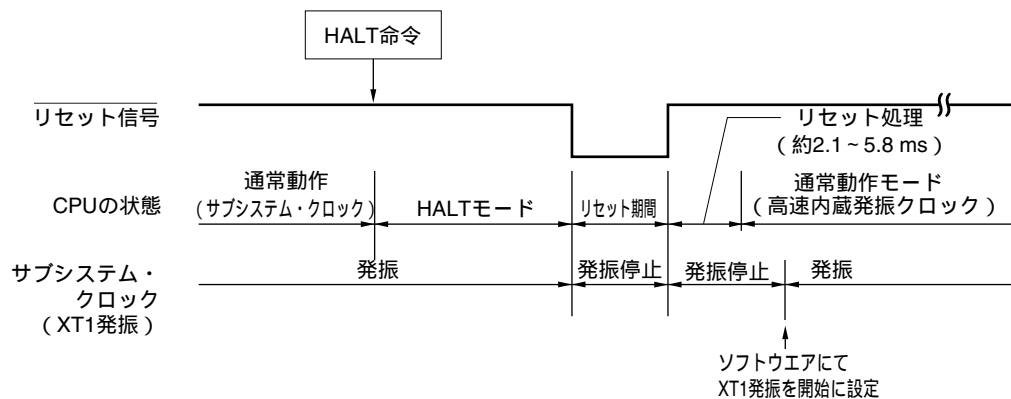 HALT命令
リセット信号
リセット処理
（約2.1～5.8 ms）
CPUの状態
通常動作
（サブシステム・クロック）
HALTモード
リセット期間
通常動作モード
（高速内蔵発振クロック）
サブシステム・
クロック
（XT1発振）
発振
発振停止
発振停止
発振
ソフトウエアにて
XT1発振を開始に設定